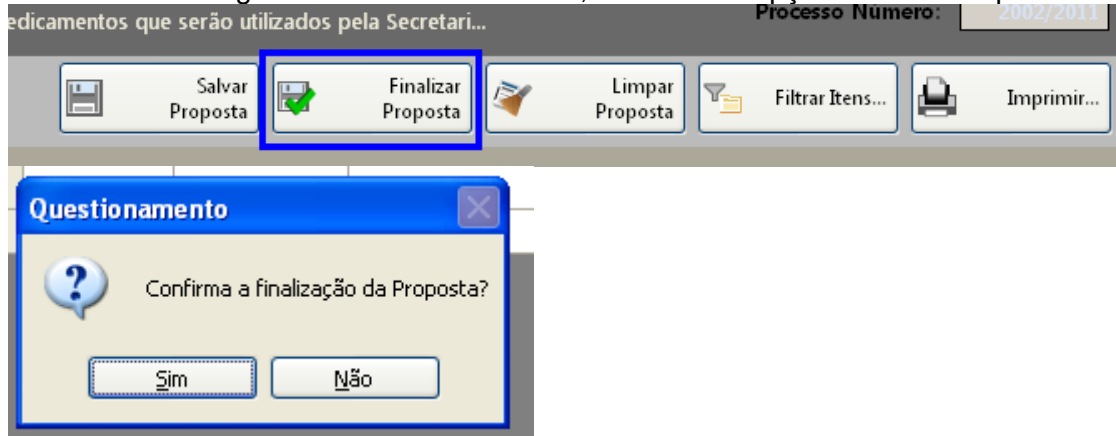 edicamentos que serão utilizados pela Secretari...
Processo Número: 2002/2011
Salvar
Proposta
Finalizar
Proposta
Limpar
Proposta
Filtrar Itens...
Imprimir...
Questionamento
Confirma a finalização da Proposta?
Sim
Não